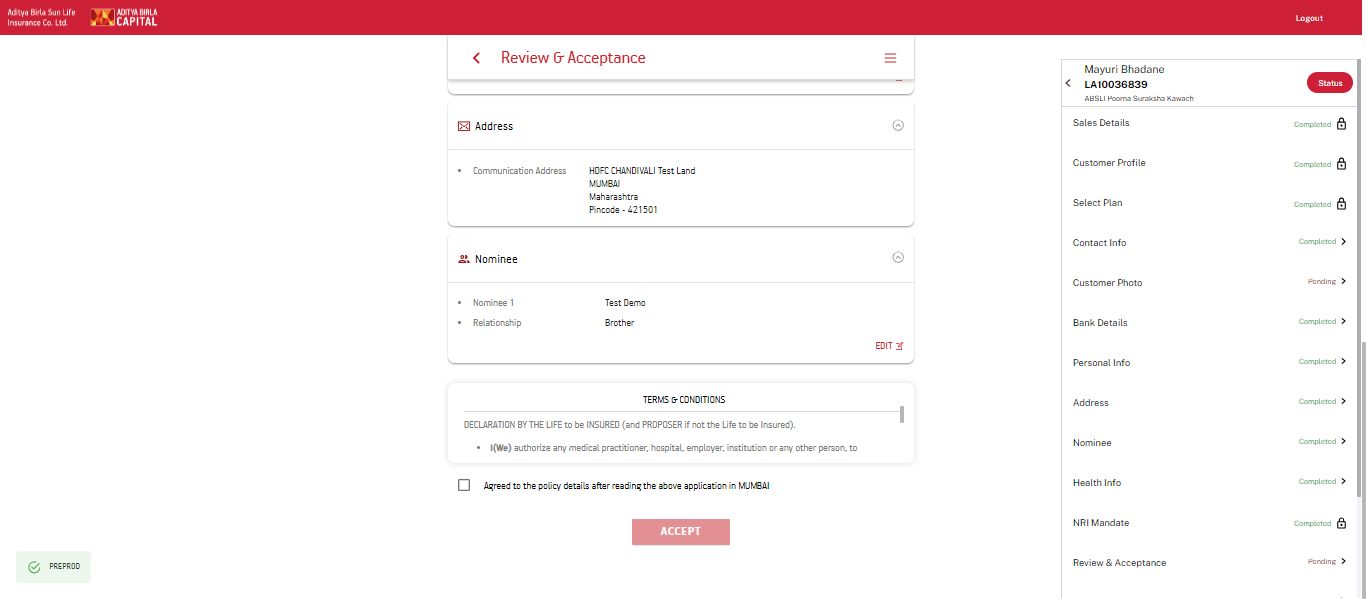 Aditya Birla Sun Life
Insurance Co. Ltd.
ADITYA BIRLA
CAPITAL
Logout
Review & Acceptance
Address
Communication Address
HDFC CHANDIVALI Test Land
MUMBAI
Maharashtra
Pincode - 421501
Nominee
Nominee 1
Test Demo
Relationship
Brother
EDIT
TERMS & CONDITIONS
DECLARATION BY THE LIFE to be INSURED (and PROPOSER if not the Life to be Insured).
I(We) authorize any medical practitioner, hospital, employer, institution or any other person, to
Agreed to the policy details after reading the above application in MUMBAI
ACCEPT
PREPROD
Mayuri Bhadane
LA10036839
ABSLI Poorna Suraksha Kawach
Status
Sales Details Completed
Customer Profile Completed
Select Plan Completed
Contact Info Completed
Customer Photo Pending
Bank Details Completed
Personal Info Completed
Address Completed
Nominee Completed
Health Info Completed
NRI Mandate Completed
Review & Acceptance Pending